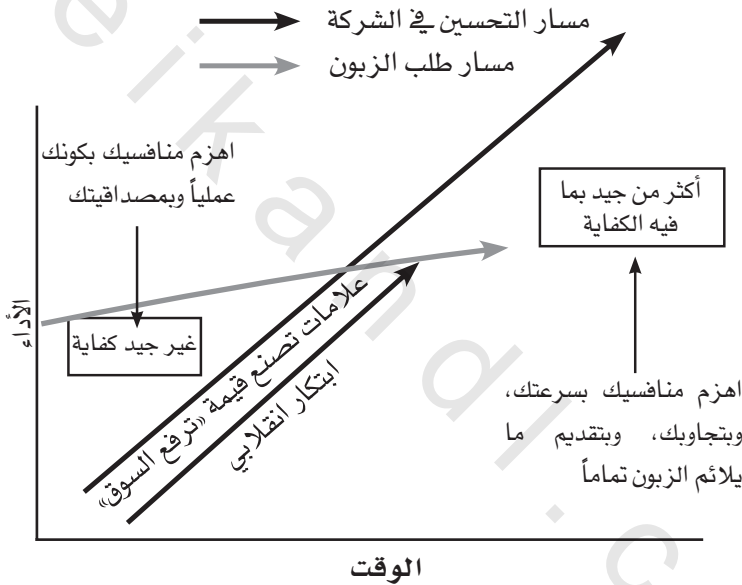 مسار التحسين في الشركة
مسار طلب الزبون
اهزم منافسيك بكونك
عملياً وبمصداقيتك
أكثر من جيد بما
فيه الكفاية
غير جيد كفاية
علامات تصنع قيمة «ترفع السوق»
ابتكار انقلابي
اهزم منافسيك بسرعتك،
وبتجاوبك، وبتقديم ما
يلائم الزبون تماماً
الأداء
الوقت
eikandl.c